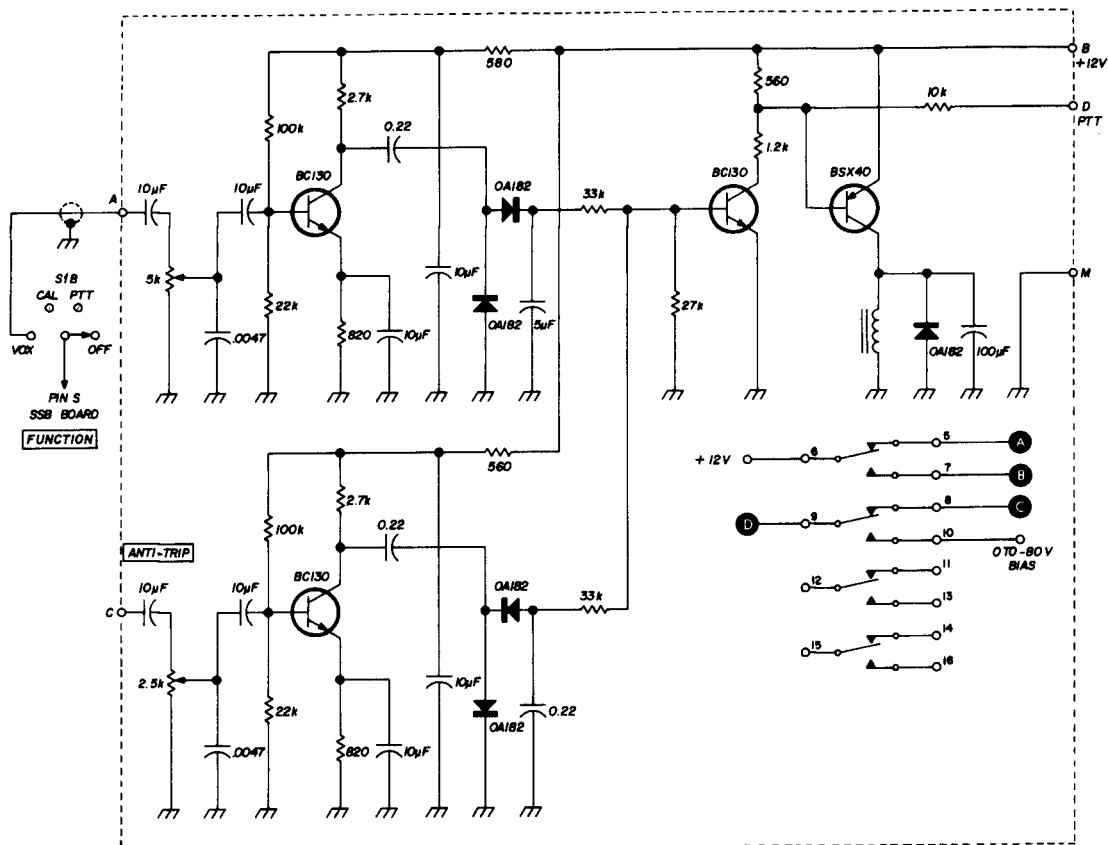 580
B
+12V
560
10k
D
PTT
2.7k
100k
0.22
1.2k
BC130
BC130
BSX40
OA182
33k
A
10µF
10µF
S1B
CAL PTT
VOX
OFF
PIN S
SSB BOARD
FUNCTION
5k
.0047
22k
820
10µF
10µF
OA182
5µF
27k
OA182
100µF
M
560
2.7k
100k
0.22
BC130
ANTI-TRIP
10µF
10µF
C
OA182
33k
2.5k
.0047
22k
820
10µF
10µF
OA182
0.22
+12V
6
5
A
7
B
D
9
8
C
10
0 TO -80V
BIAS
12
11
13
15
14
16